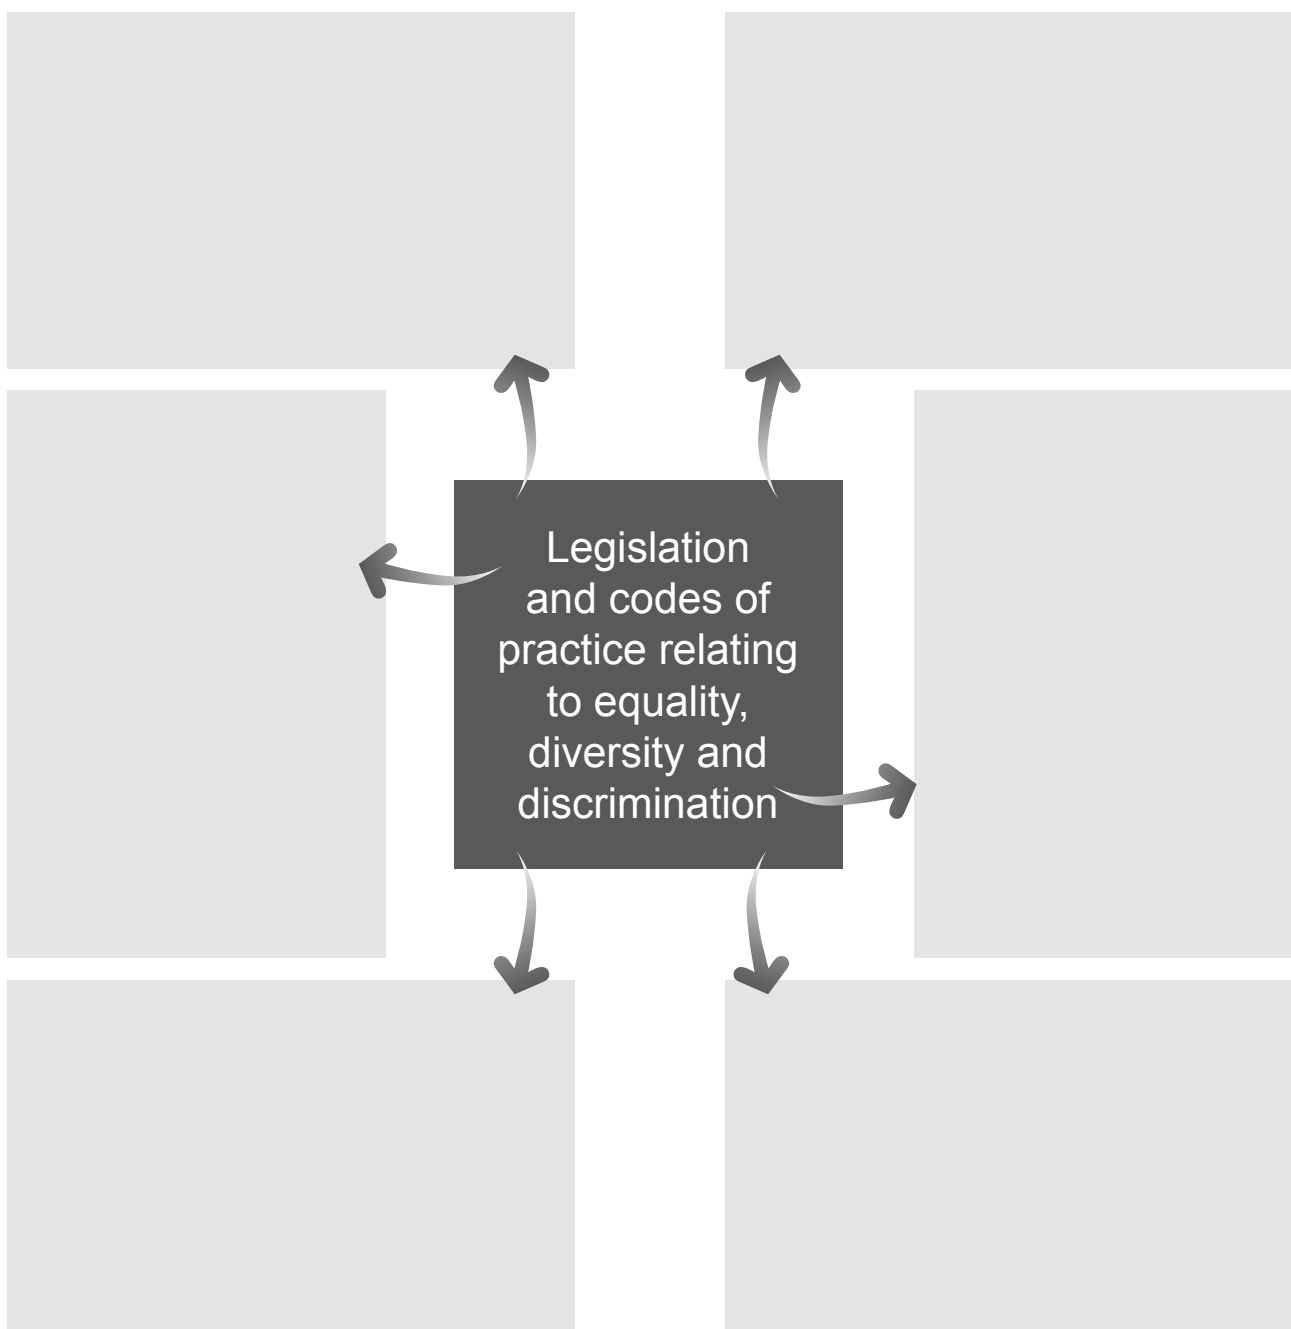 Legislation
and codes of
practice relating
to equality,
diversity and
discrimination